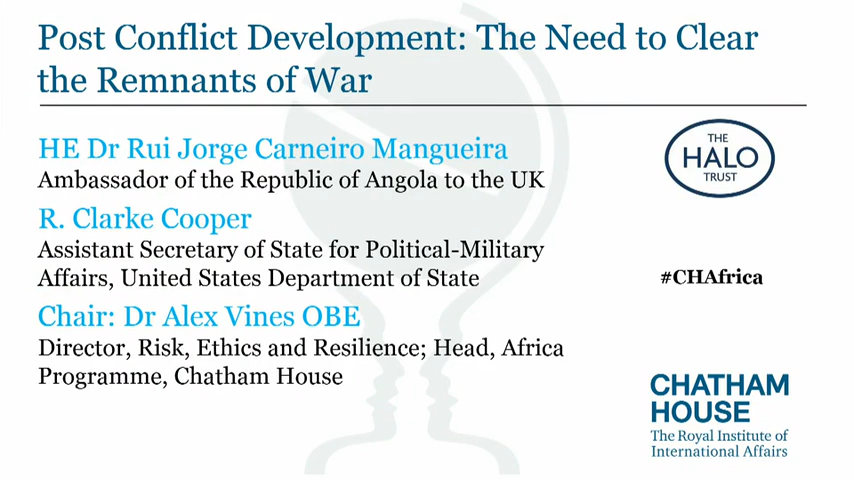 Post Conflict Development: The Need to Clear
the Remnants of War
HE Dr Rui Jorge Carneiro Mangueira
Ambassador of the Republic of Angola to the UK
R. Clarke Cooper
Assistant Secretary of State for Political-Military
Affairs, United States Department of State
Chair: Dr Alex Vines OBE
Director, Risk, Ethics and Resilience; Head, Africa
Programme, Chatham House
THE
HALO
TRUST
#CHAfrica
CHATHAM
HOUSE
The Royal Institute of
International Affairs